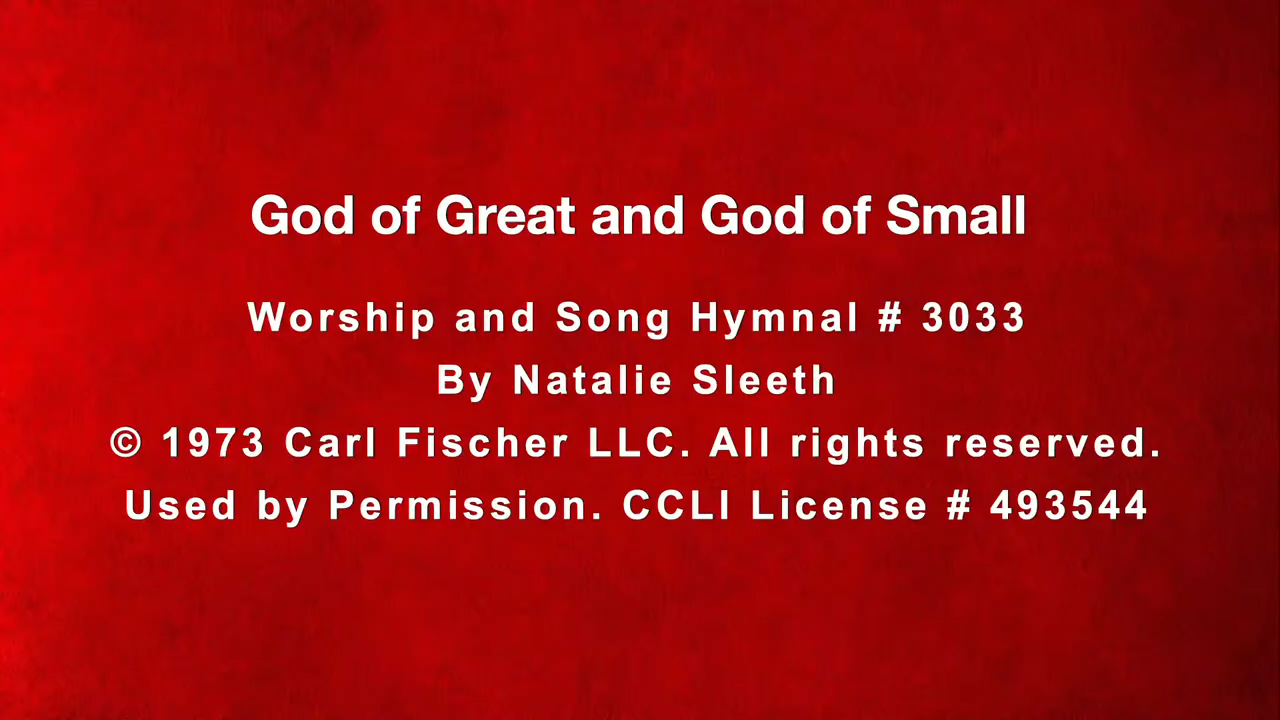 God of Great and God of Small
Worship and Song Hymnal # 3033
By Natalie Sleeth
© 1973 Carl Fischer LLC. All rights reserved.
Used by Permission. CCLI License # 493544